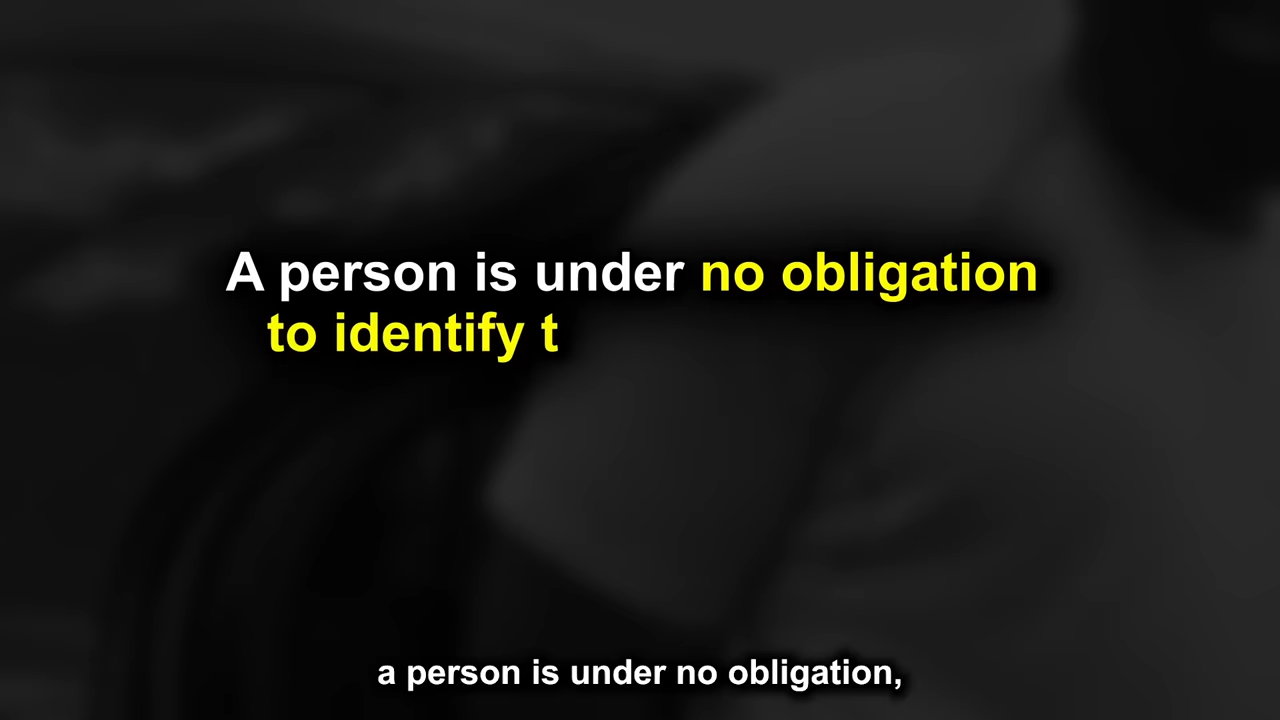 A person is under no obligation
to identify t
a person is under no obligation,